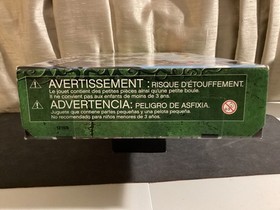 AVERTISSEMENT : RISQUE D'ÉTOUFFEMENT.
Le jouet contient des petites pièces ainsi qu'une petite boule.
Il ne convient pas aux enfants de moins de 3 ans.
ADVERTENCIA: PELIGRO DE ASFIXIA.
Juguete que contiene partes pequeñas y una pelota pequeña.
No recomendado para niños menores de 3 años.